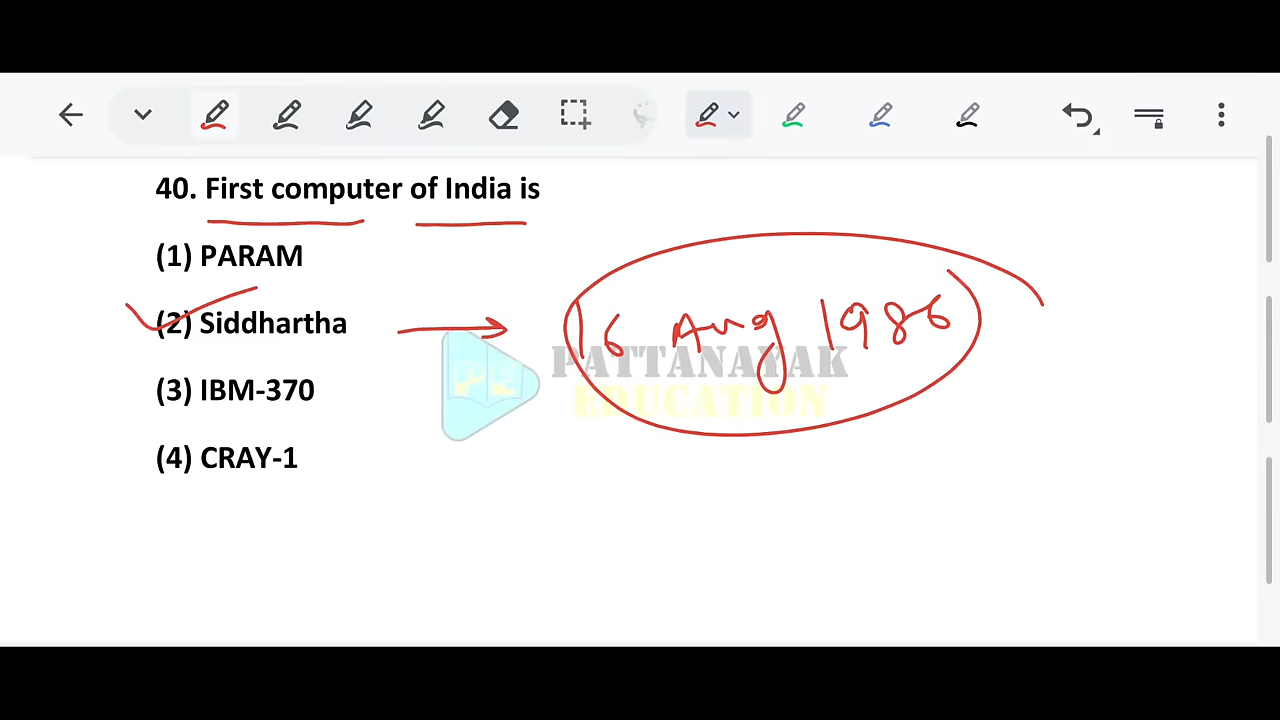 40. First computer of India is
(1) PARAM
(2) Siddhartha
16 Aug 1986
PATTANAYAK
EDUCATION
(3) IBM-370
(4) CRAY-1